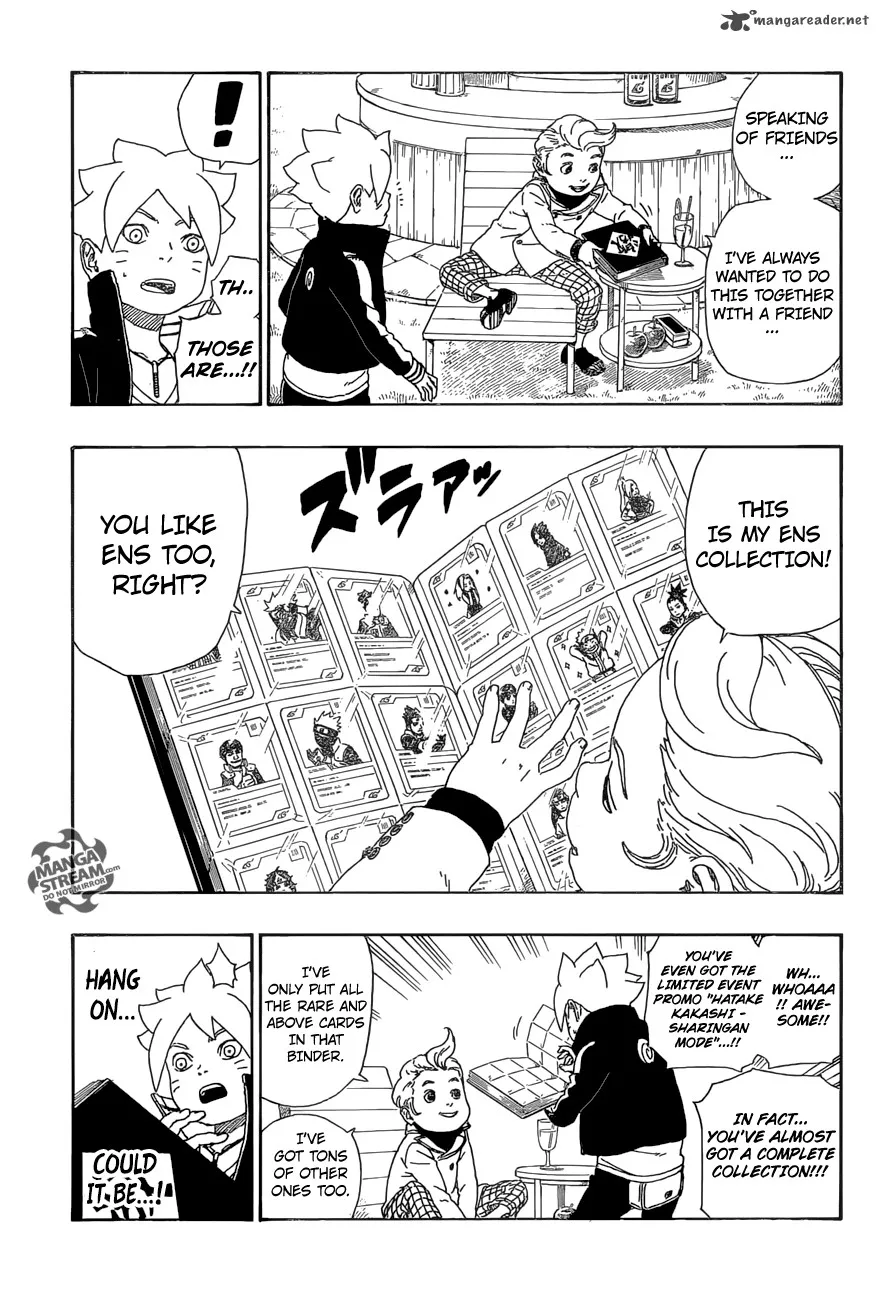 mangareader.net
SPEAKING
OF FRIENDS
...
I'VE ALWAYS
WANTED TO DO
THIS TOGETHER
WITH A FRIEND
...
!
TH..
THOSE
ARE...!!
THIS
IS MY ENS
COLLECTION!
ズラァッ
YOU LIKE
ENS TOO,
RIGHT?
MANGA
STREAM.com
DO NOT MIRROR
WH...
WHOAAA
!! AWE-
SOME!!
YOU'VE
EVEN GOT THE
LIMITED EVENT
PROMO "HATAKE
KAKASHI -
SHARINGAN
MODE"...!!
IN FACT...
YOU'VE ALMOST
GOT A COMPLETE
COLLECTION!!!
I'VE
ONLY PUT ALL
THE RARE AND
ABOVE CARDS
IN THAT
BINDER.
I'VE
GOT TONS
OF OTHER
ONES TOO.
HANG
ON...
COULD
IT BE...!